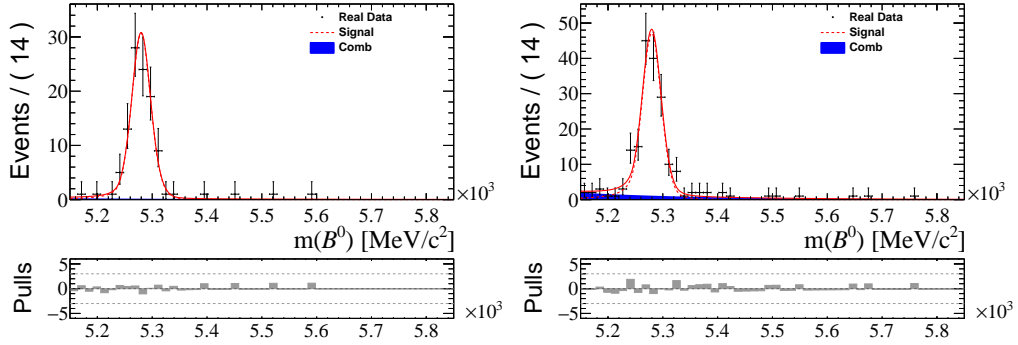 Events / ( 14 )
30
20
10
0
Real Data
Signal
Comb
5.2 5.3 5.4 5.5 5.6 5.7 5.8
×10³
m(B⁰) [MeV/c²]
Pulls
5
0
−5
5.2 5.3 5.4 5.5 5.6 5.7 5.8
×10³
Events / ( 14 )
50
40
30
20
10
0
Real Data
Signal
Comb
5.2 5.3 5.4 5.5 5.6 5.7 5.8
×10³
m(B⁰) [MeV/c²]
Pulls
5
0
−5
5.2 5.3 5.4 5.5 5.6 5.7 5.8
×10³